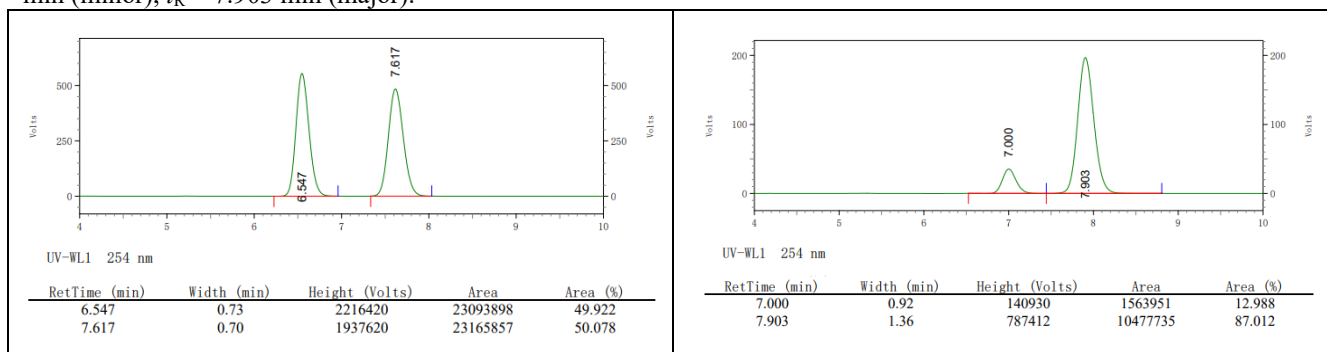 min (minor), tR = 7.903 min (major).
7.617
6.547
500
250
0
500
250
0
Volts
Volts
4 5 6 7 8 9 10
UV-WL1 254 nm
RetTime (min) Width (min) Height (Volts) Area Area (%)
6.547 0.73 2216420 23093898 49.922
7.617 0.70 1937620 23165857 50.078
7.000
7.903
200
100
0
200
100
0
Volts
Volts
4 5 6 7 8 9 10
UV-WL1 254 nm
RetTime (min) Width (min) Height (Volts) Area Area (%)
7.000 0.92 140930 1563951 12.988
7.903 1.36 787412 10477735 87.012